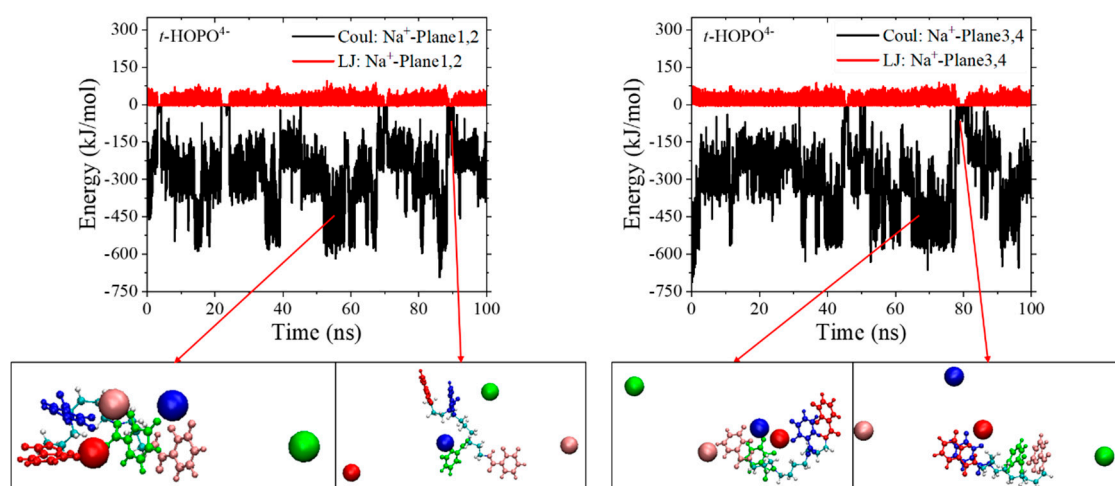 t-HOPO⁴⁻
Coul: Na⁺-Plane1,2
LJ: Na⁺-Plane1,2
Energy (kJ/mol)
300
150
0
-150
-300
-450
-600
-750
0 20 40 60 80 100
Time (ns)
t-HOPO⁴⁻
Coul: Na⁺-Plane3,4
LJ: Na⁺-Plane3,4
Energy (kJ/mol)
300
150
0
-150
-300
-450
-600
-750
0 20 40 60 80 100
Time (ns)